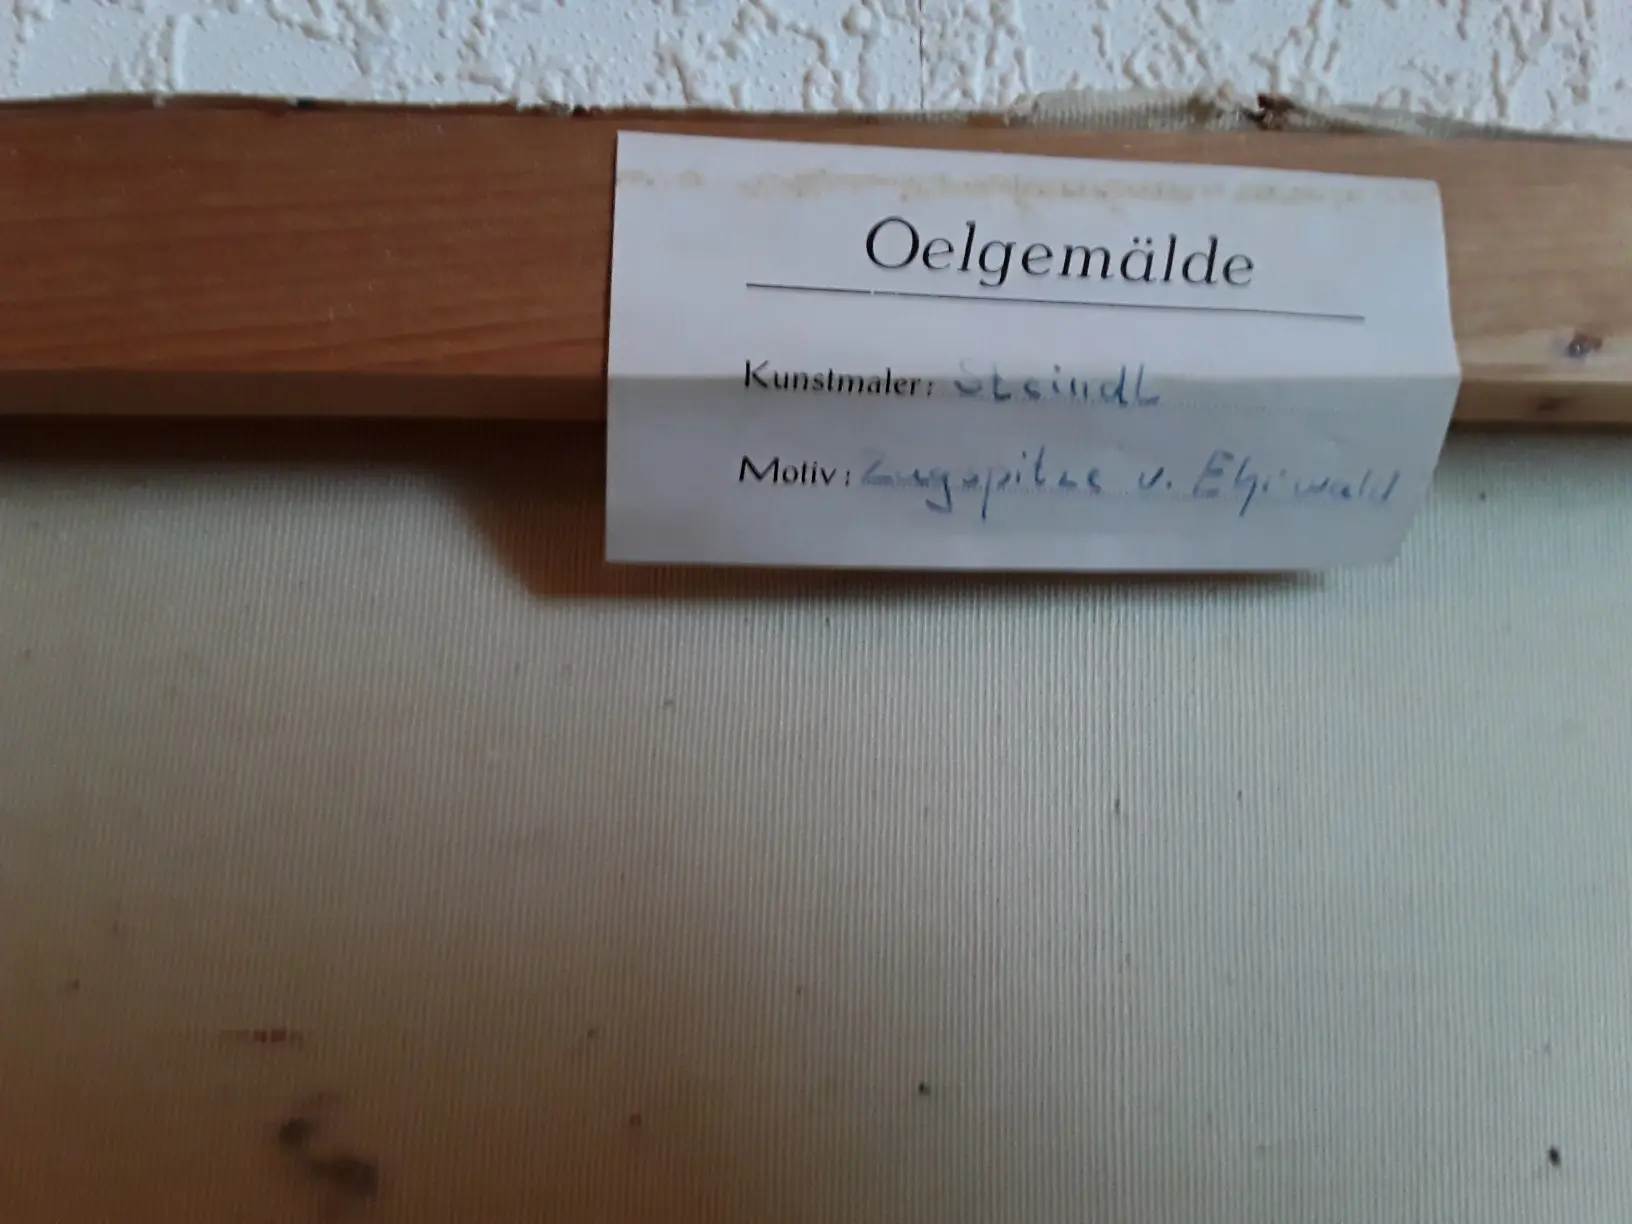 Oelgemälde
Kunstmaler: Steindl
Motiv: Zugspitze v. Ehrwald